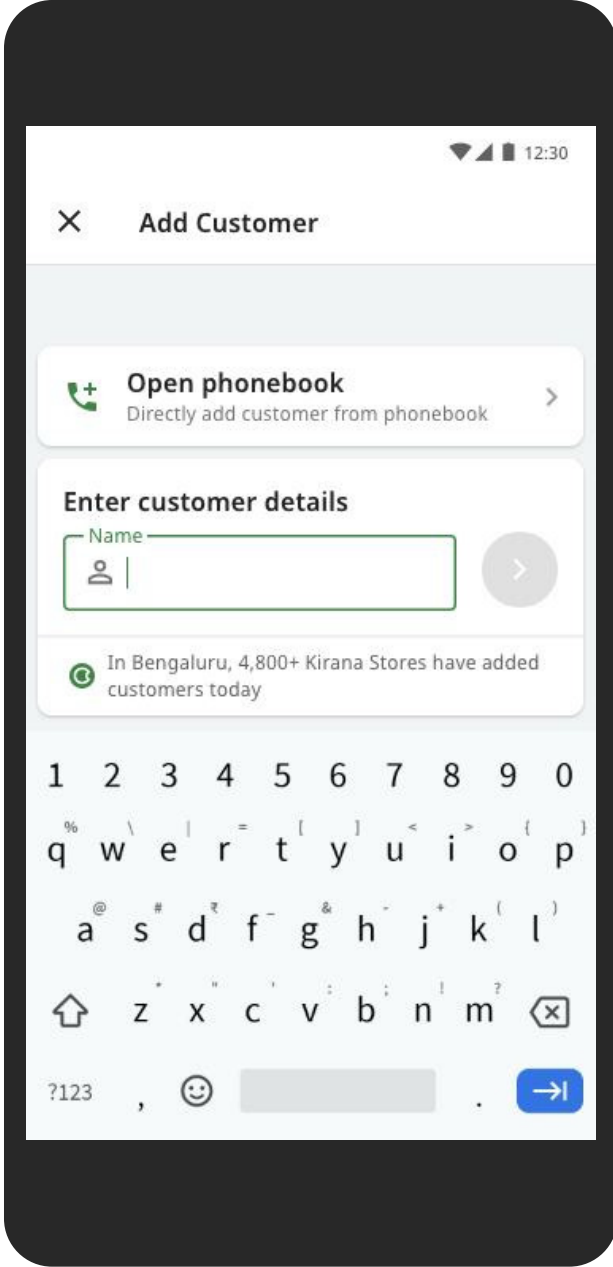 12:30
Add Customer
Open phonebook
Directly add customer from phonebook
Enter customer details
Name
In Bengaluru, 4,800+ Kirana Stores have added
customers today
1 2 3 4 5 6 7 8 9 0
% \ | = [ ] < > { }
q w e r t y u i o p
@ # ₹ _ & - + ( )
a s d f g h j k l
* " ' : ; ! ?
z x c v b n m
?123 , .